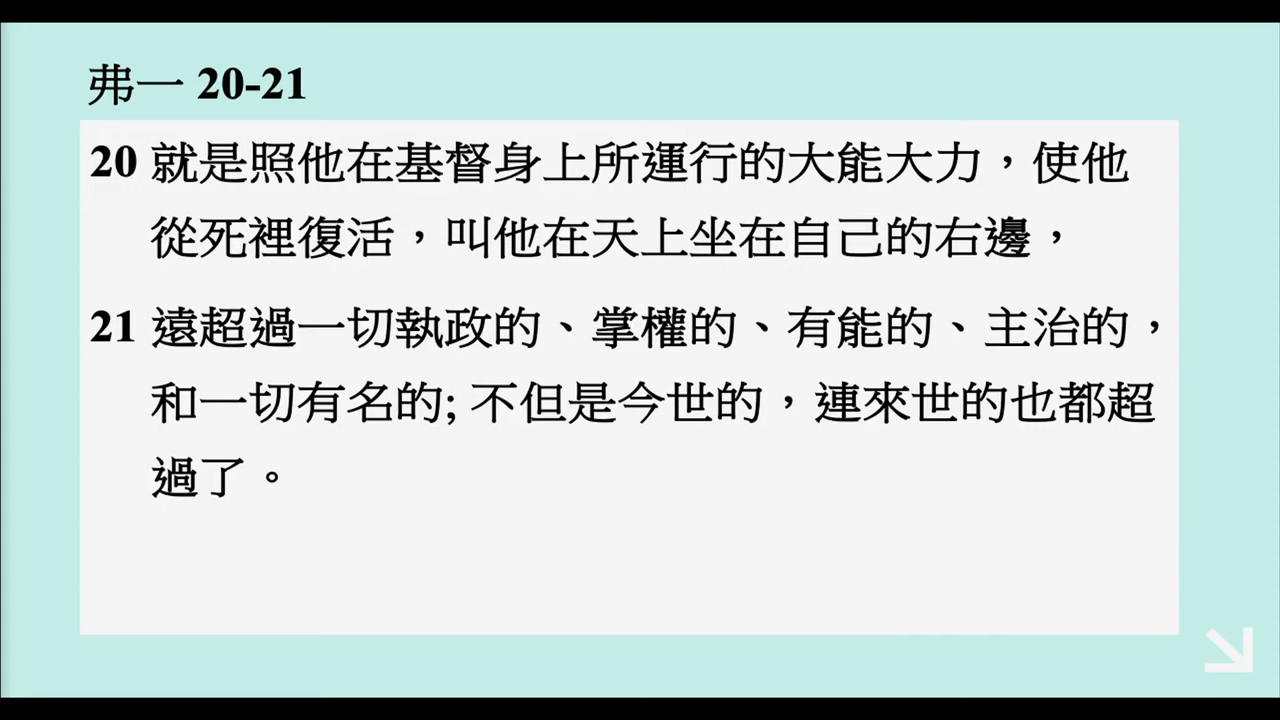 弗一 20-21
20 就是照他在基督身上所運行的大能大力，使他
從死裡復活，叫他在天上坐在自己的右邊，
21 遠超過一切執政的、掌權的、有能的、主治的，
和一切有名的; 不但是今世的，連來世的也都超
過了。